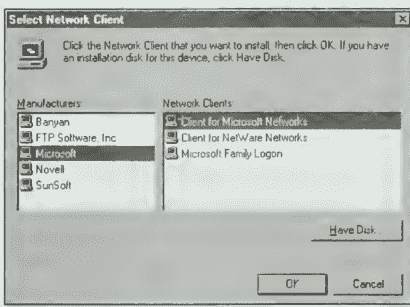 Select Network Client
Click the Network Client that you want to install, then click OK. If you have
an installation disk for this device, click Have Disk.
Manufacturers:
Banyan
FTP Software, Inc
Microsoft
Novell
SunSoft
Network Clients:
Client for Microsoft Networks
Client for NetWare Networks
Microsoft Family Logon
Have Disk...
OK
Cancel